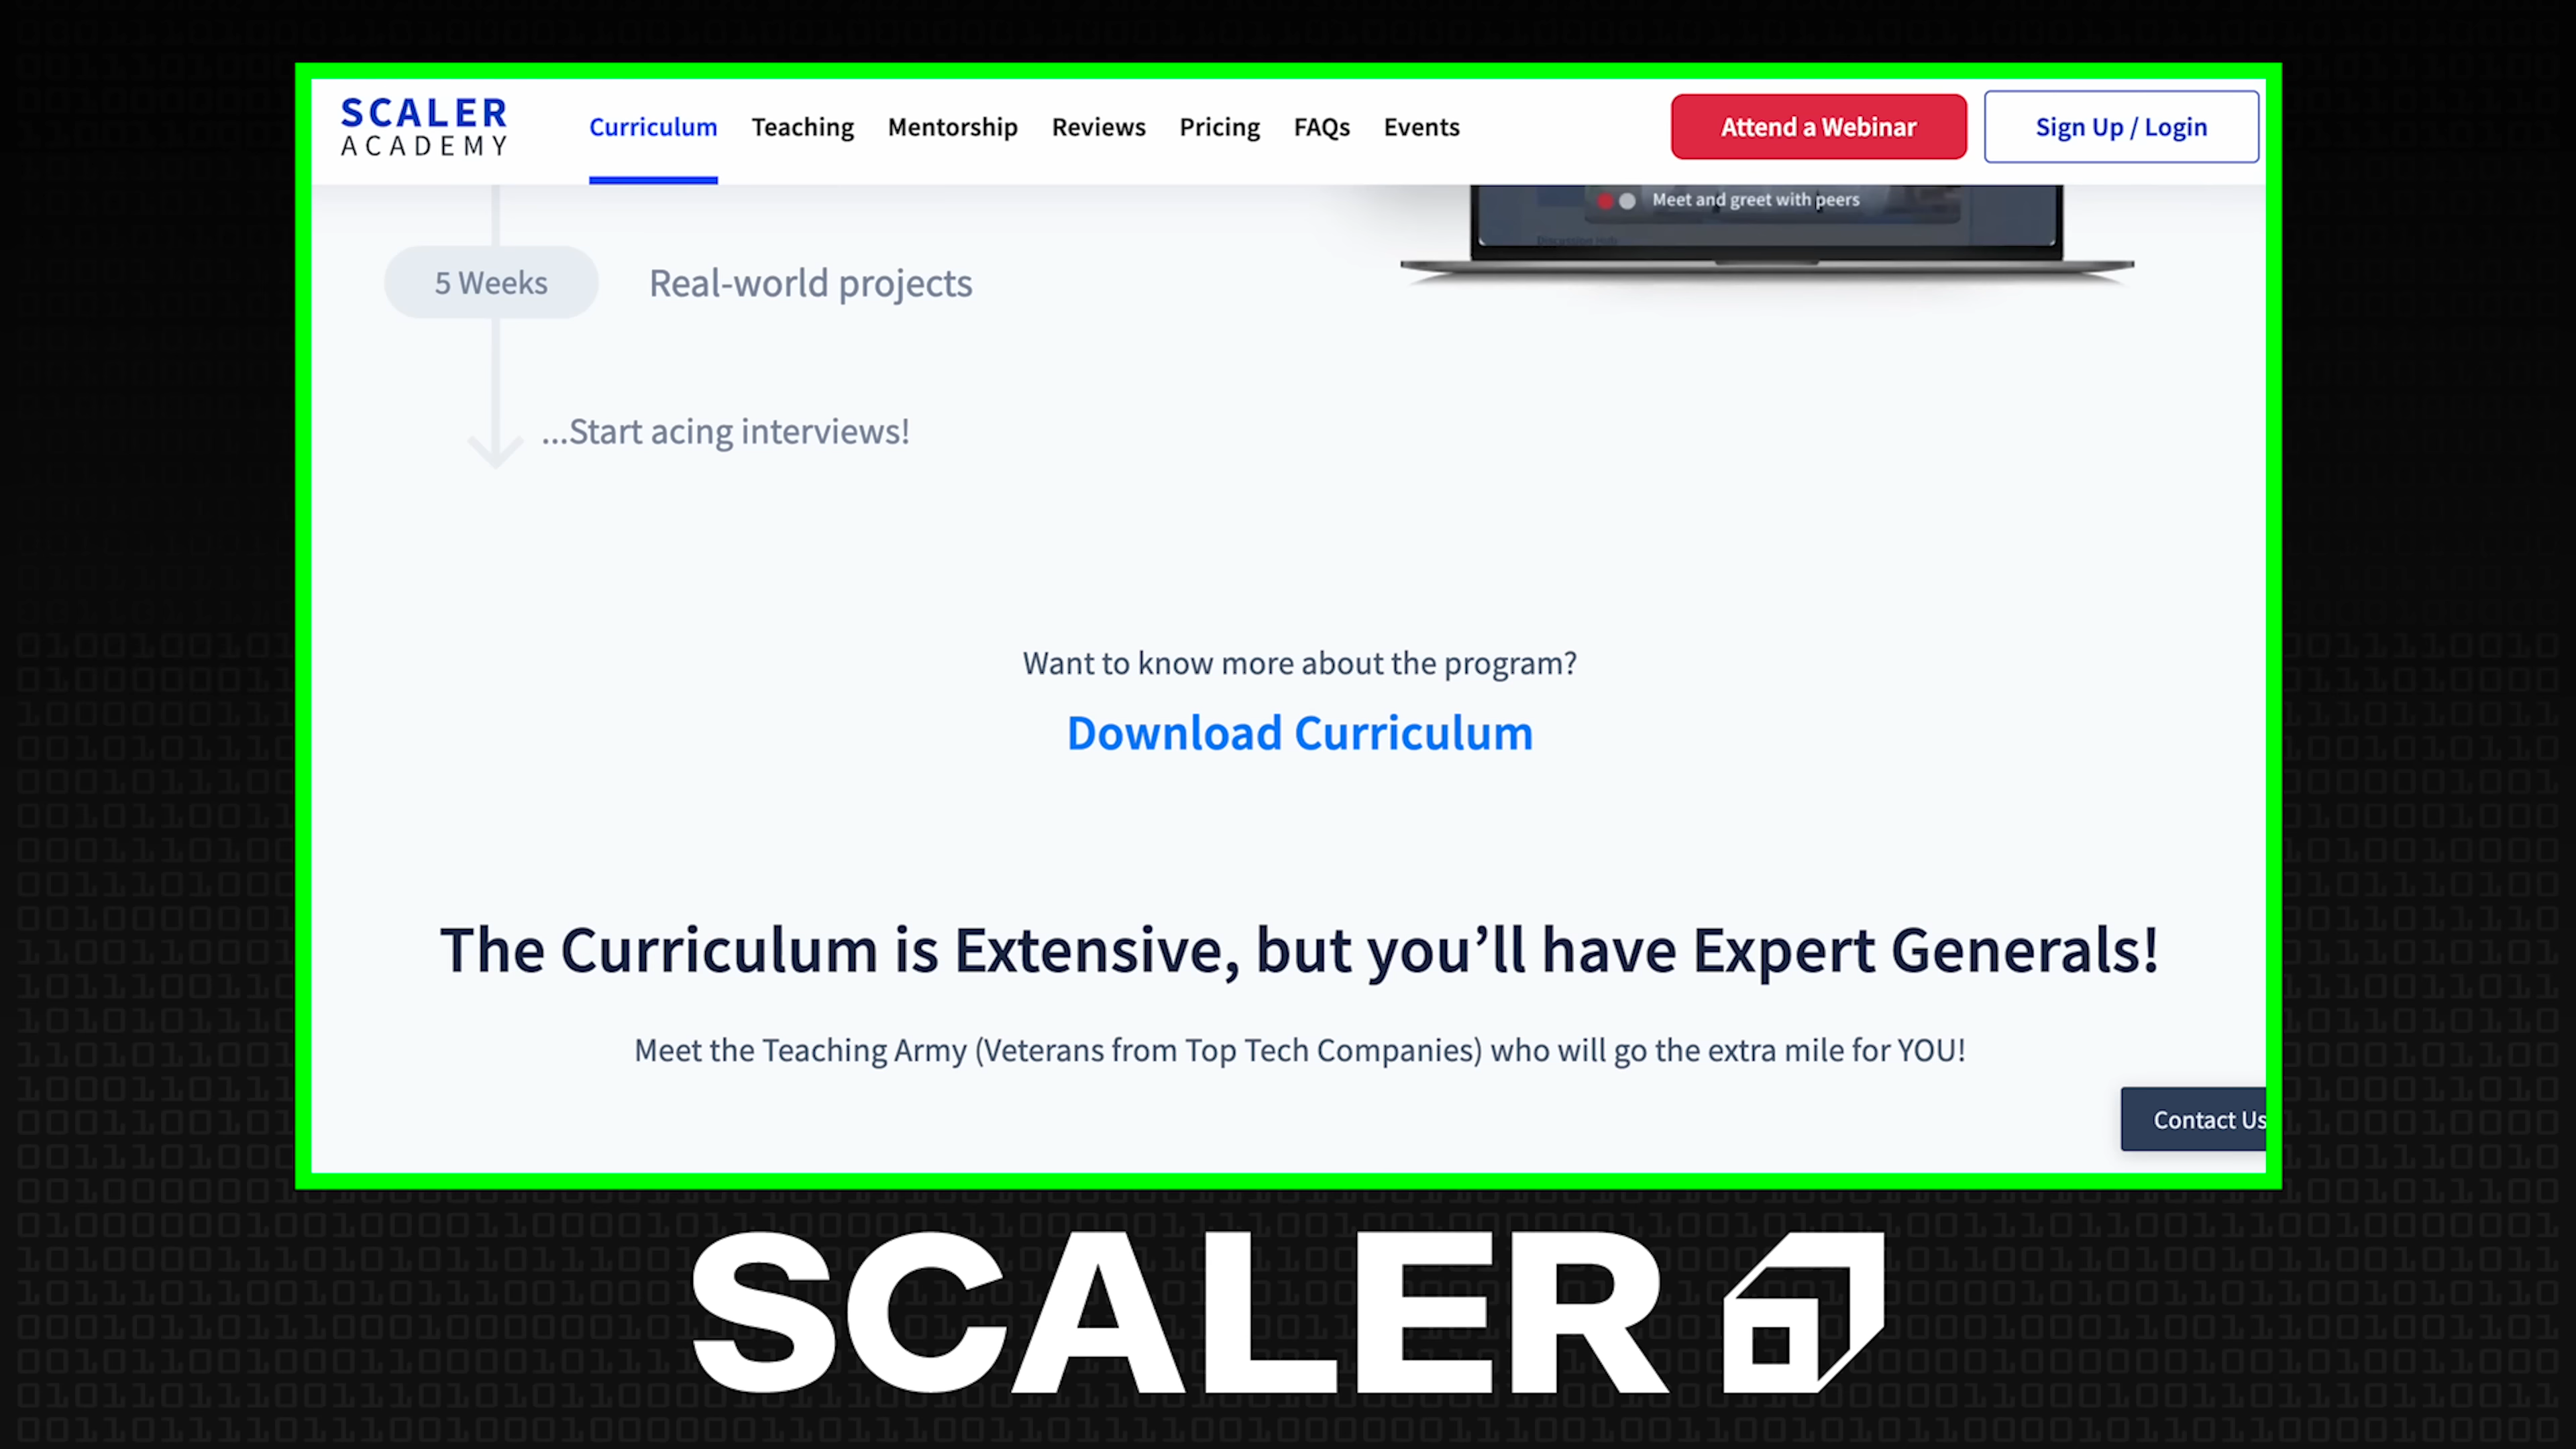 SCALER
ACADEMY
Curriculum Teaching Mentorship Reviews Pricing FAQs Events
Attend a Webinar
Sign Up / Login
Meet and greet with peers
Discussion Hub
5 Weeks
Real-world projects
...Start acing interviews!
Want to know more about the program?
Download Curriculum
The Curriculum is Extensive, but you’ll have Expert Generals!
Meet the Teaching Army (Veterans from Top Tech Companies) who will go the extra mile for YOU!
Contact Us
SCALER